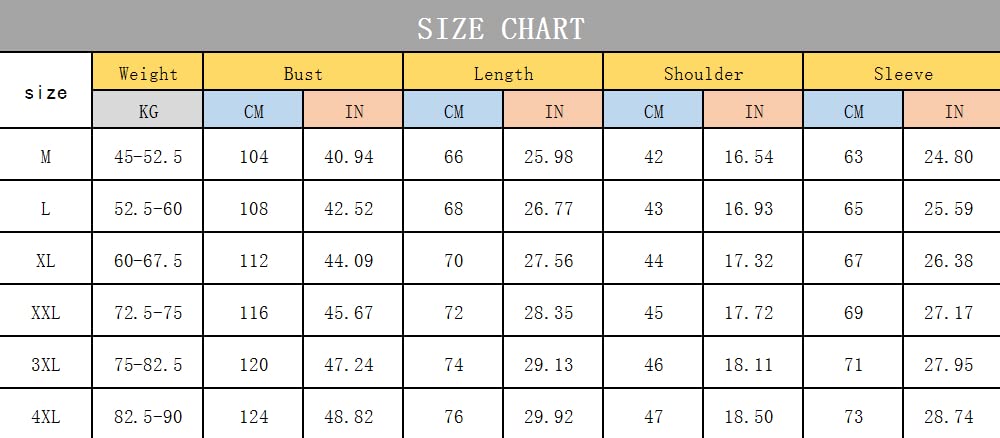 SIZE CHART
size Weight Bust Length Shoulder Sleeve
KG CM IN CM IN CM IN CM IN
M 45-52.5 104 40.94 66 25.98 42 16.54 63 24.80
L 52.5-60 108 42.52 68 26.77 43 16.93 65 25.59
XL 60-67.5 112 44.09 70 27.56 44 17.32 67 26.38
XXL 72.5-75 116 45.67 72 28.35 45 17.72 69 27.17
3XL 75-82.5 120 47.24 74 29.13 46 18.11 71 27.95
4XL 82.5-90 124 48.82 76 29.92 47 18.50 73 28.74